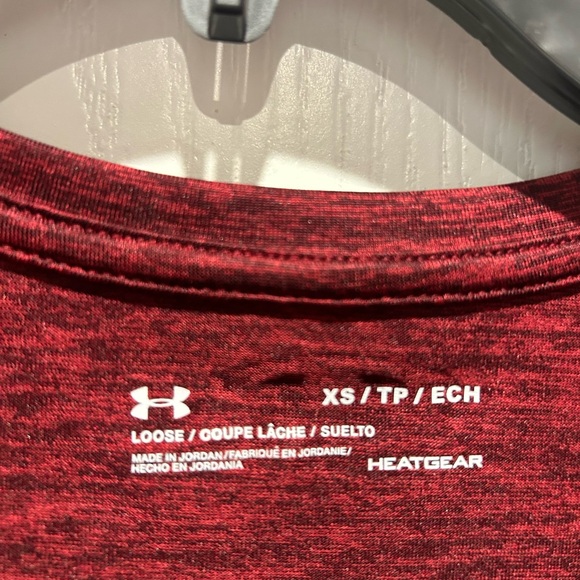 XS / TP / ECH
LOOSE / COUPE LÂCHE / SUELTO
MADE IN JORDAN/FABRIQUÉ EN JORDANIE/
HECHO EN JORDANIA
HEATGEAR